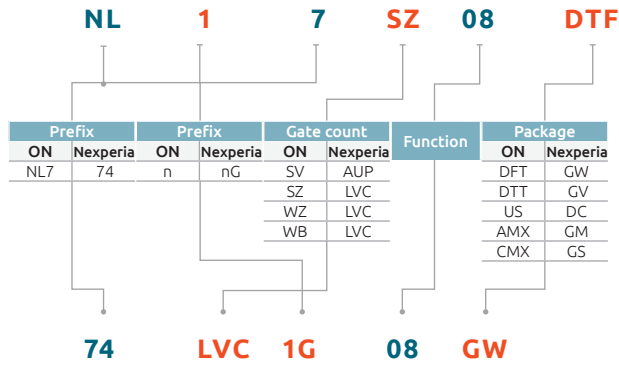 NL 1 7 SZ 08 DTF
Prefix Prefix Gate count Function Package
ON Nexperia ON Nexperia ON Nexperia ON Nexperia
NL7 74 n nG SV AUP DFT GW
SZ LVC DTT GV
WZ LVC US DC
WB LVC AMX GM
CMX GS
74 LVC 1G 08 GW